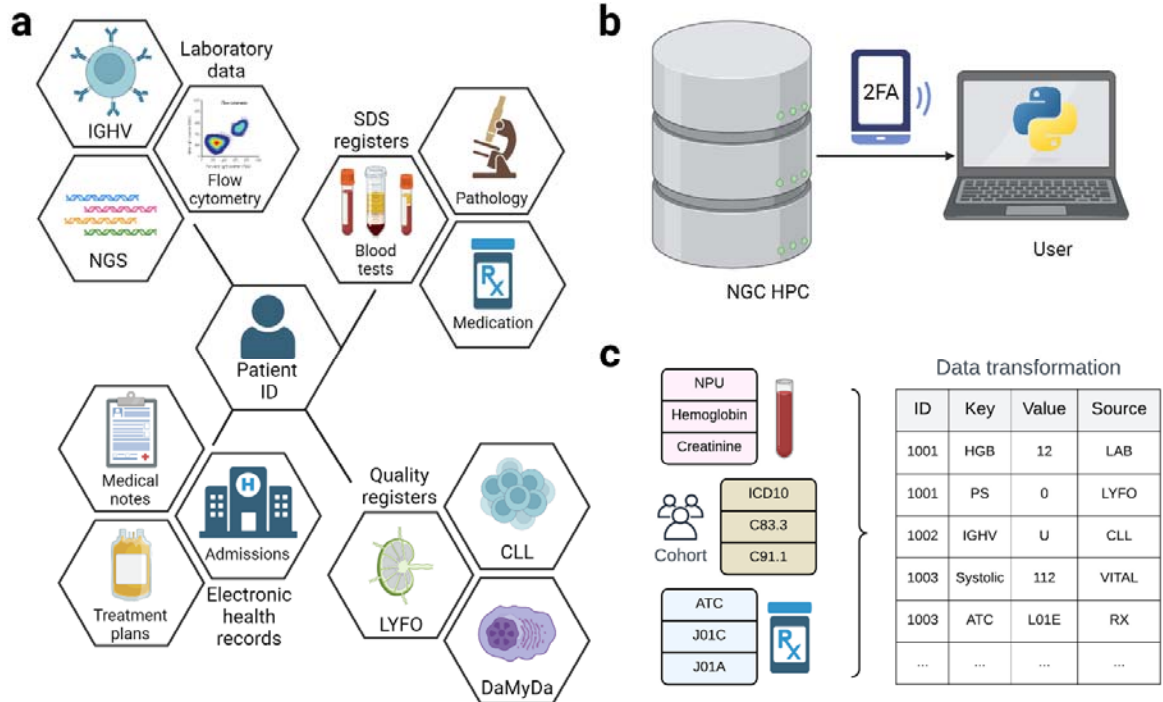 a
Laboratory
data
IGHV
Flow
cytometry
NGS
SDS
registers
Pathology
Blood
tests
Rx
Medication
Patient
ID
Medical
notes
H
Admissions
Treatment
plans
Electronic
health
records
Quality
registers
CLL
LYFO
DaMyDa
b
2FA
NGC HPC
User
c
NPU
Hemoglobin
Creatinine
Cohort
ICD10
C83.3
C91.1
ATC
J01C
J01A
Rx
Data transformation
ID Key Value Source
1001 HGB 12 LAB
1001 PS 0 LYFO
1002 IGHV U CLL
1003 Systolic 112 VITAL
1003 ATC L01E RX
... ... ... ...